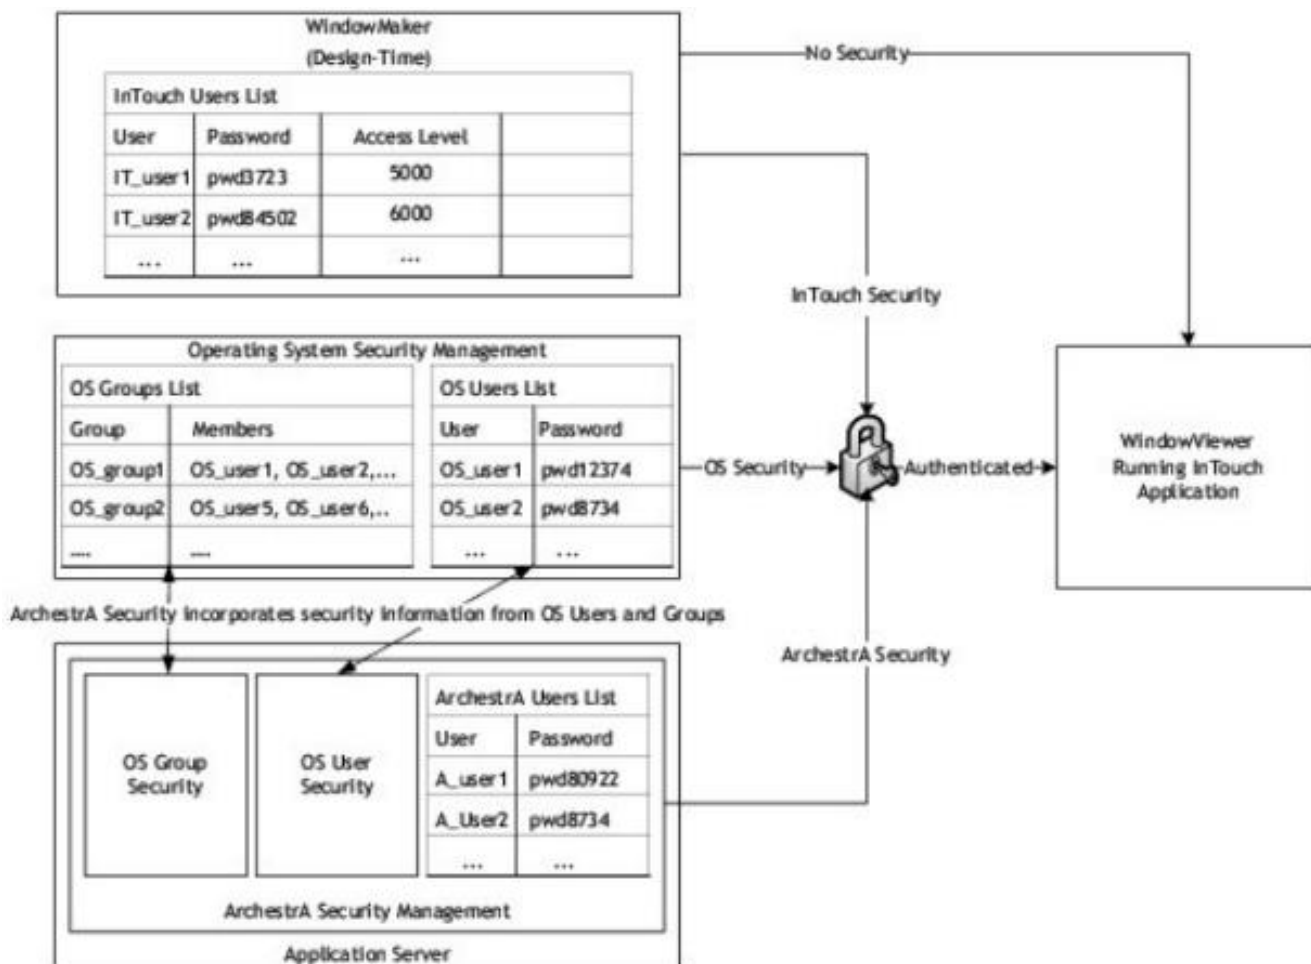 WindowMaker
(Design-Time)
No Security
InTouch Users List
User Password Access Level
IT_user1 pwd3723 5000
IT_user2 pwd84502 6000
... ... ...
InTouch Security
Operating System Security Management
OS Groups List
Group Members
OS_group1 OS_user1, OS_user2,...
OS_group2 OS_user5, OS_user6,..
.... ....
OS Users List
User Password
OS_user1 pwd12374
OS_user2 pwd8734
... ...
OS Security
Authenticated
WindowViewer
Running InTouch
Application
ArchestrA Security incorporates security information from OS Users and Groups
ArchestrA Security
OS Group
Security
OS User
Security
ArchestrA Users List
User Password
A_user1 pwd80922
A_User2 pwd8734
... ...
ArchestrA Security Management
Application Server